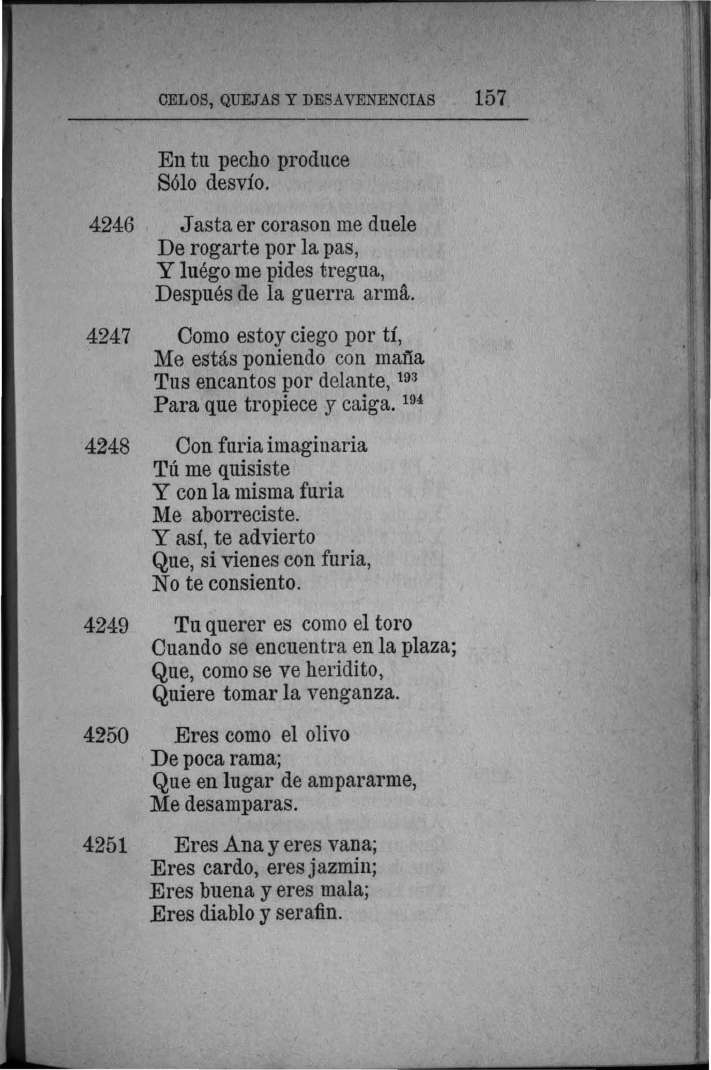 CELOS, QUEJAS Y DESAVENENCIAS 157
En tu pecho produce
Sólo desvío.
4246 Jasta er corason me duele
De rogarte por la pas,
Y luégo me pides tregua,
Después de la guerra armâ.
4247 Como estoy ciego por tí,
Me estás poniendo con maña
Tus encantos por delante, 193
Para que tropiece y caiga. 194
4248 Con furia imaginaria
Tú me quisiste
Y con la misma furia
Me aborreciste.
Y así, te advierto
Que, si vienes con furia,
No te consiento.
4249 Tu querer es como el toro
Cuando se encuentra en la plaza;
Que, como se ve heridito,
Quiere tomar la venganza.
4250 Eres como el olivo
De poca rama;
Que en lugar de ampararme,
Me desamparas.
4251 Eres Ana y eres vana;
Eres cardo, eres jazmin;
Eres buena y eres mala;
Eres diablo y serafin.